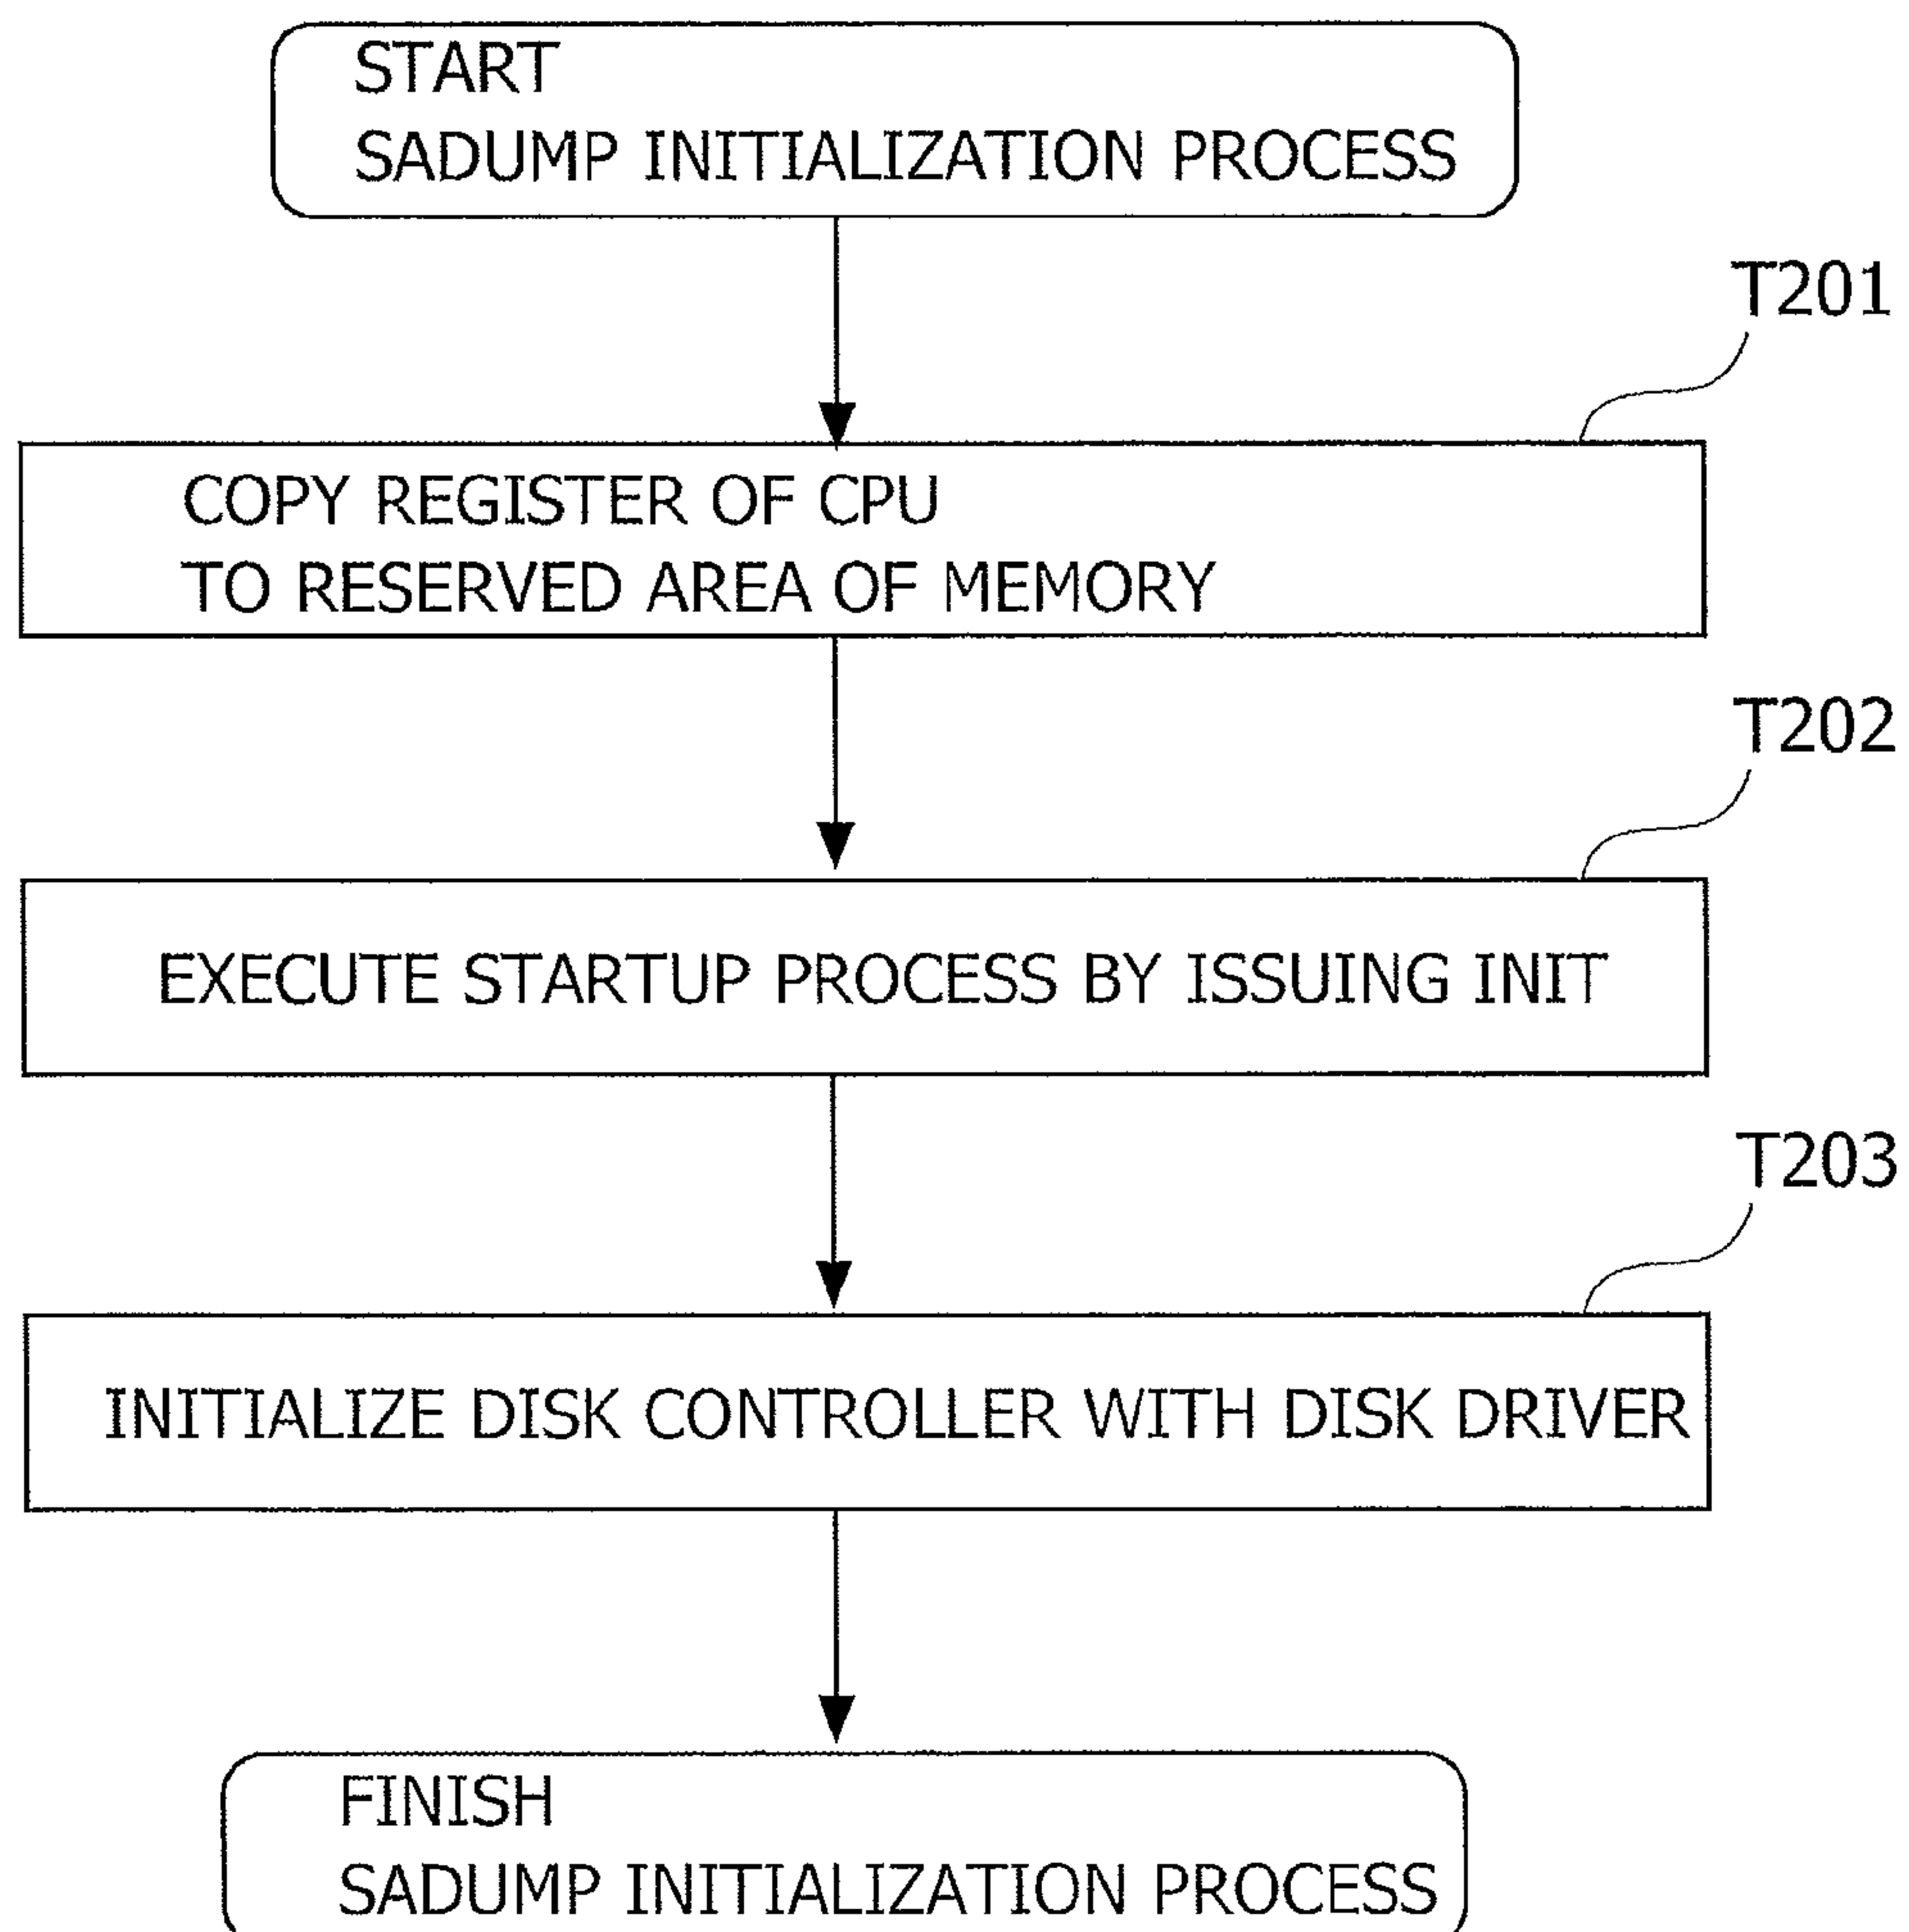 START
SADUMP INITIALIZATION PROCESS
T201
COPY REGISTER OF CPU
TO RESERVED AREA OF MEMORY
T202
EXECUTE STARTUP PROCESS BY ISSUING INIT
T203
INITIALIZE DISK CONTROLLER WITH DISK DRIVER
FINISH
SADUMP INITIALIZATION PROCESS